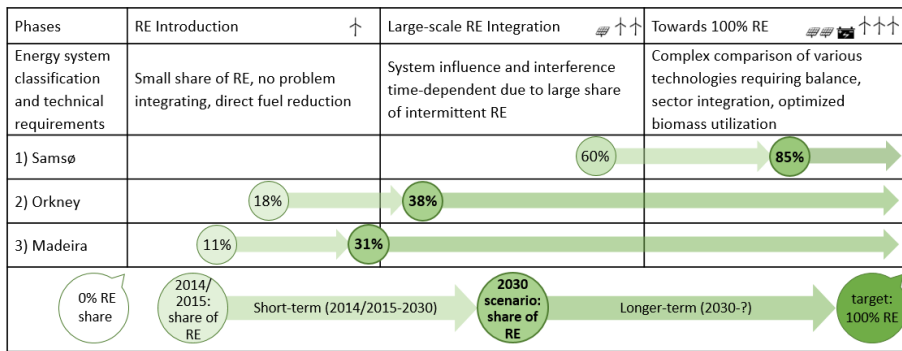 Phases
RE Introduction
Large-scale RE Integration
Towards 100% RE
Energy system
classification
and technical
requirements
Small share of RE, no problem
integrating, direct fuel reduction
System influence and interference
time-dependent due to large share
of intermittent RE
Complex comparison of various
technologies requiring balance,
sector integration, optimized
biomass utilization
1) Samsø
60%
85%
2) Orkney
18%
38%
3) Madeira
11%
31%
0% RE
share
2014/
2015:
share of
RE
Short-term (2014/2015-2030)
2030
scenario:
share of
RE
Longer-term (2030-?)
target:
100% RE